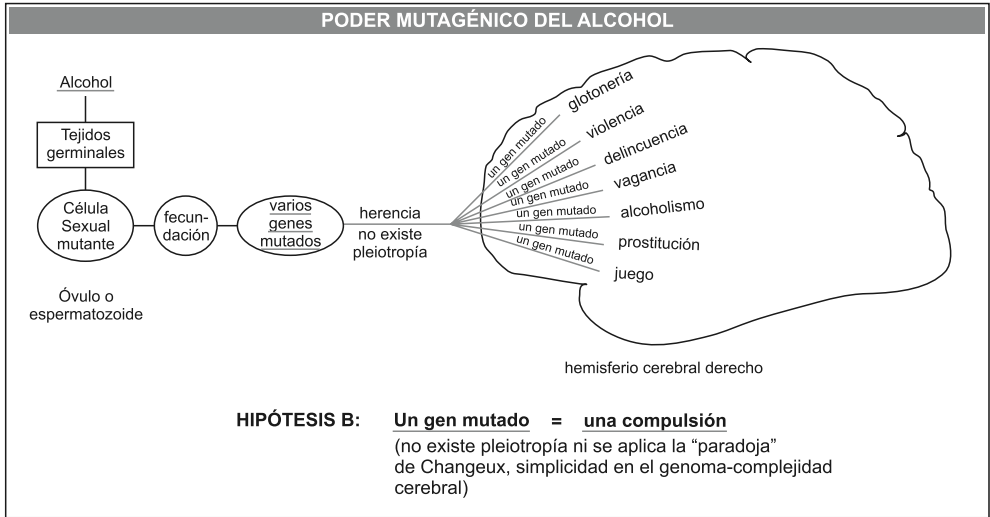 PODER MUTAGÉNICO DEL ALCOHOL
Alcohol
Tejidos
germinales
Célula
Sexual
mutante
fecun-
dación
varios
genes
mutados
herencia
no existe
pleiotropía
Óvulo o
espermatozoide
un gen mutado
glotonería
un gen mutado
violencia
un gen mutado
delincuencia
un gen mutado
vagancia
un gen mutado
alcoholismo
un gen mutado
prostitución
un gen mutado
juego
hemisferio cerebral derecho
HIPÓTESIS B: Un gen mutado = una compulsión
(no existe pleiotropía ni se aplica la “paradoja”
de Changeux, simplicidad en el genoma-complejidad
cerebral)